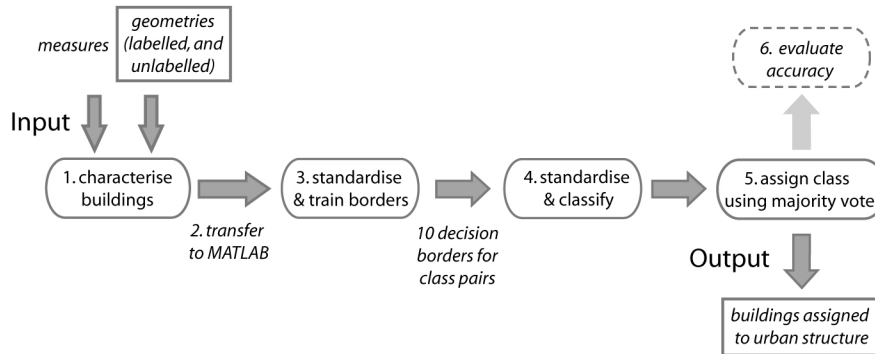 measures
geometries
(labelled, and
unlabelled)
Input
1. characterise
buildings
2. transfer
to MATLAB
3. standardise
& train borders
10 decision
borders for
class pairs
4. standardise
& classify
5. assign class
using majority vote
6. evaluate
accuracy
Output
buildings assigned
to urban structure